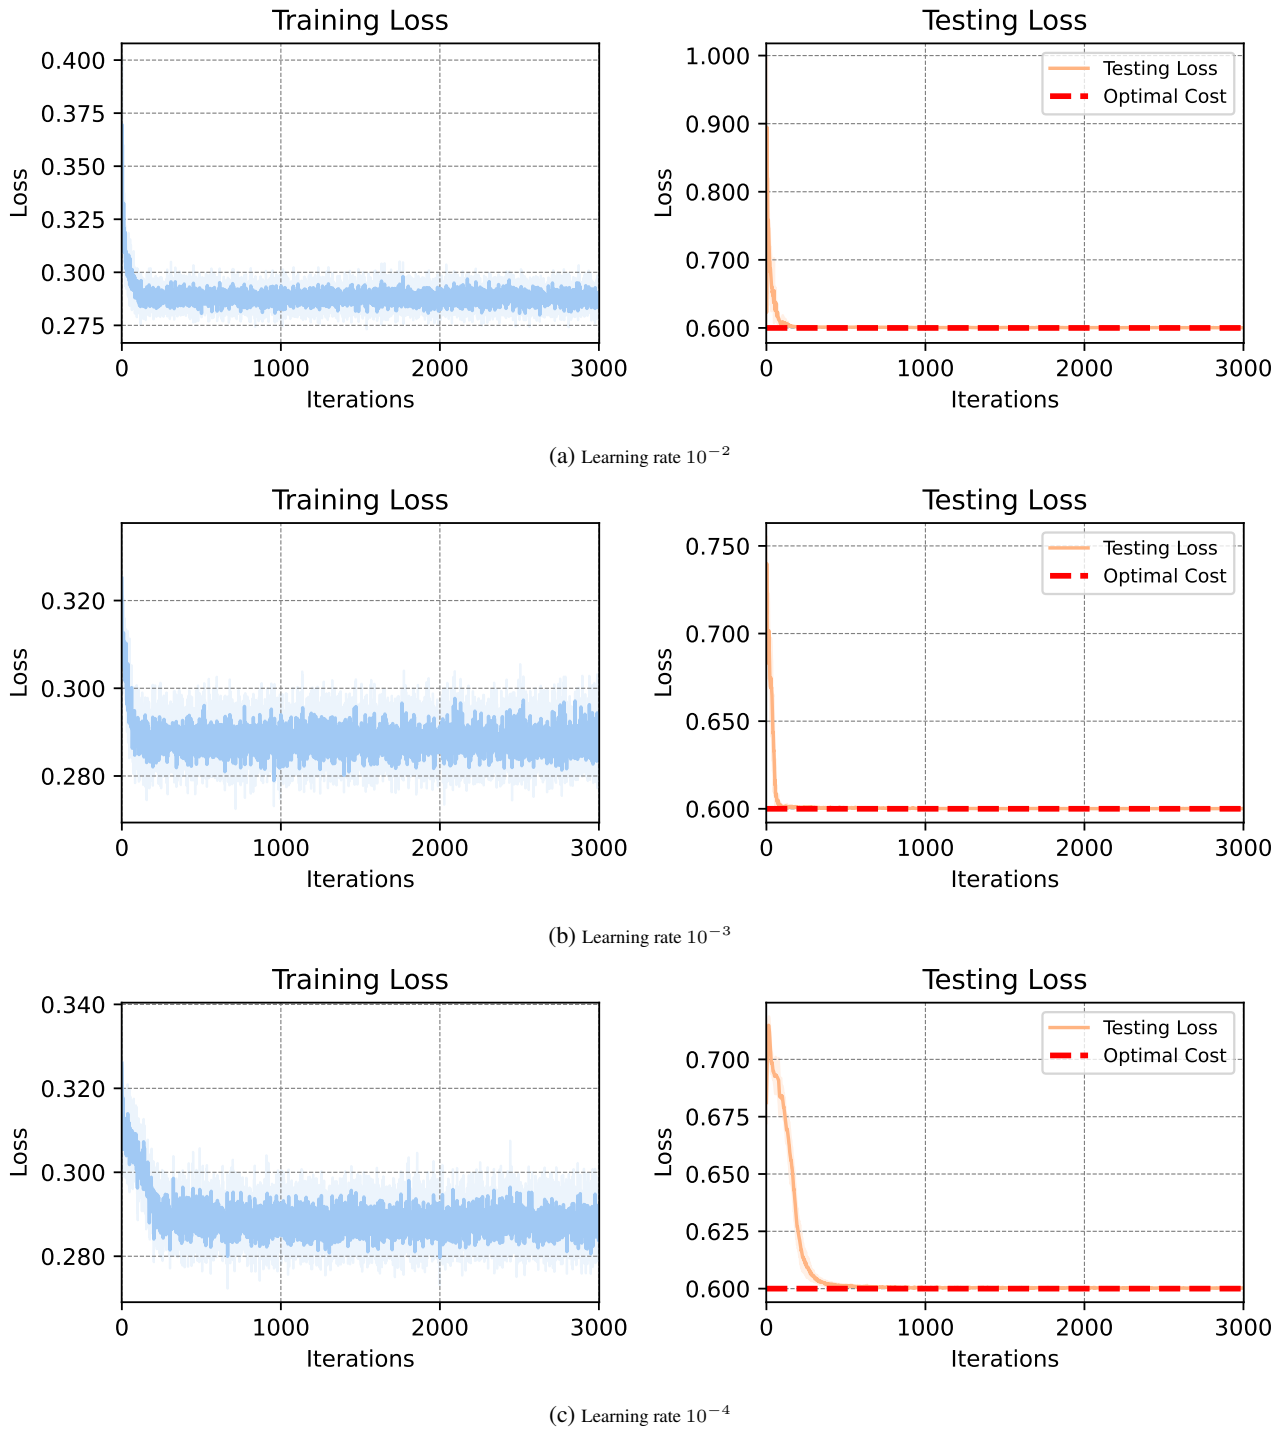 Training Loss
Testing Loss
0.400
0.375
0.350
0.325
0.300
0.275
Loss
0 1000 2000 3000
Iterations
1.000
0.900
0.800
0.700
0.600
Loss
Testing Loss
Optimal Cost
0 1000 2000 3000
Iterations
(a) Learning rate 10⁻²
Training Loss
Testing Loss
0.320
0.300
0.280
Loss
0 1000 2000 3000
Iterations
0.750
0.700
0.650
0.600
Loss
Testing Loss
Optimal Cost
0 1000 2000 3000
Iterations
(b) Learning rate 10⁻³
Training Loss
Testing Loss
0.340
0.320
0.300
0.280
Loss
0 1000 2000 3000
Iterations
0.700
0.675
0.650
0.625
0.600
Loss
Testing Loss
Optimal Cost
0 1000 2000 3000
Iterations
(c) Learning rate 10⁻⁴